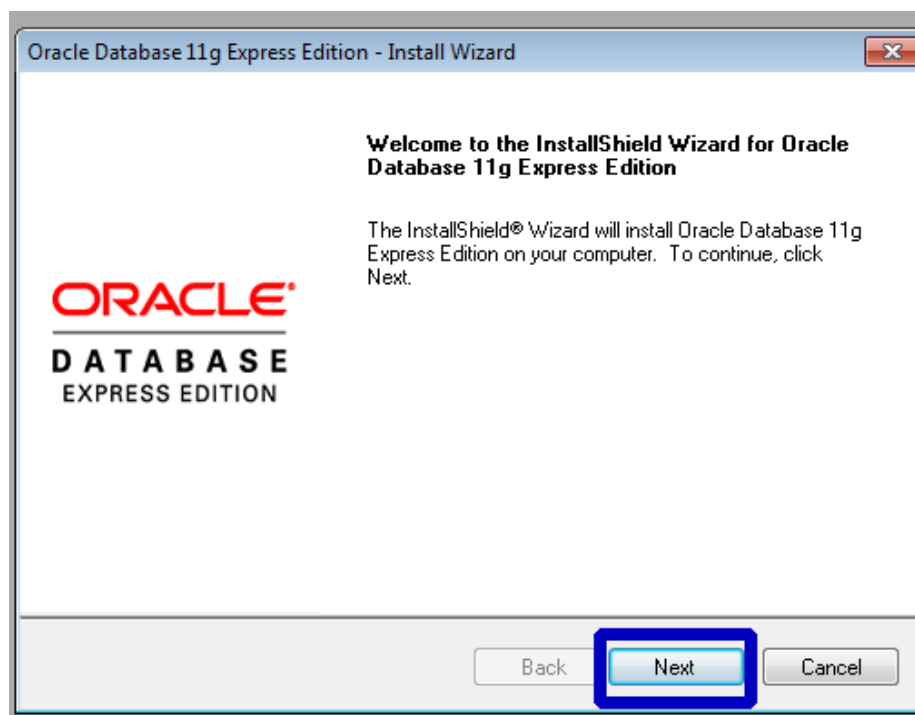 Oracle Database 11g Express Edition - Install Wizard
Welcome to the InstallShield Wizard for Oracle
Database 11g Express Edition
The InstallShield® Wizard will install Oracle Database 11g
Express Edition on your computer.  To continue, click
Next.
ORACLE
DATABASE
EXPRESS EDITION
Back
Next
Cancel